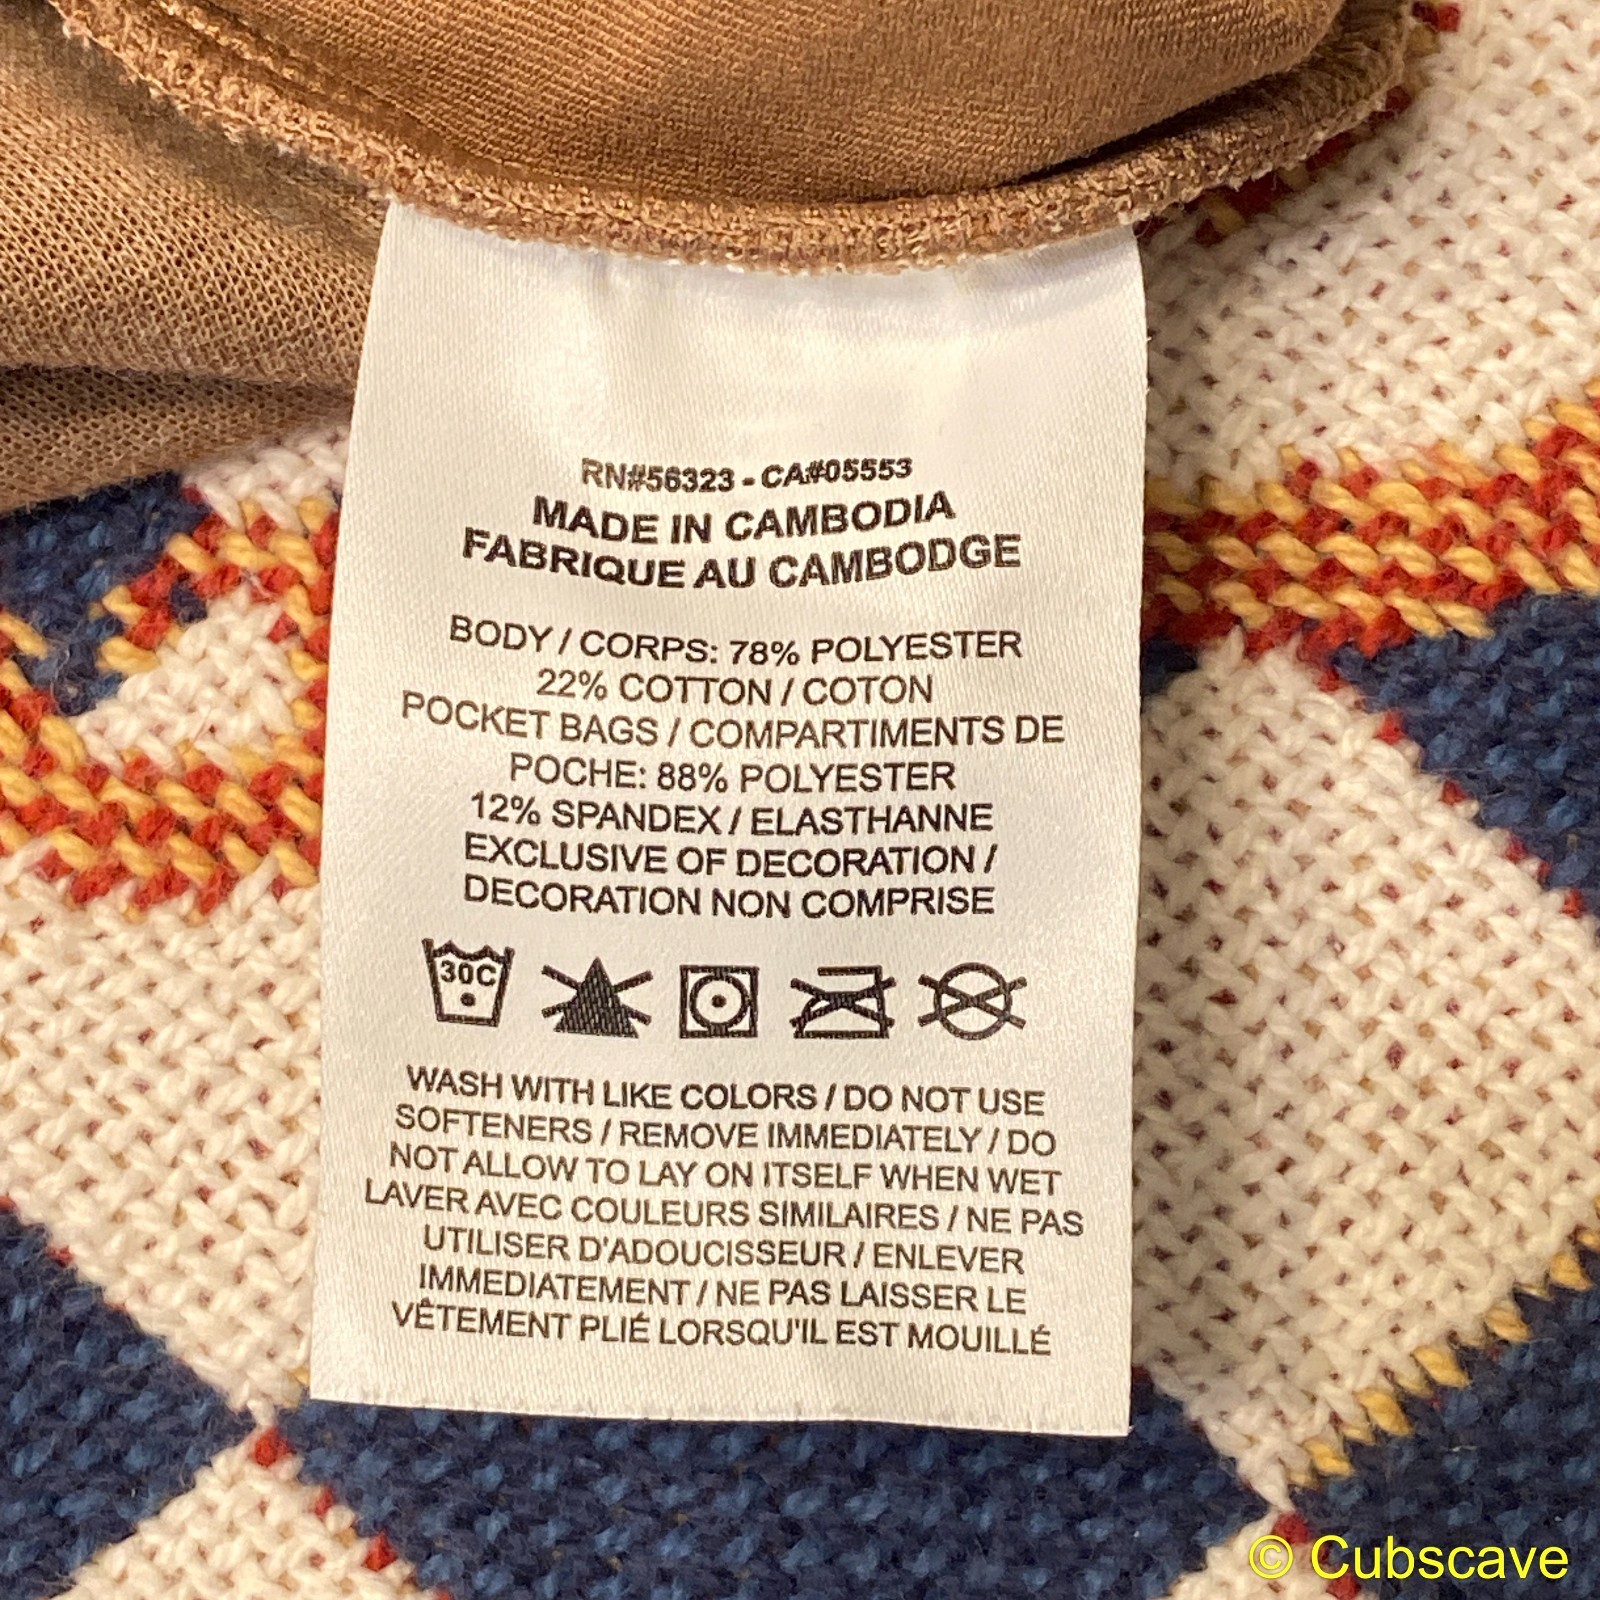 RN#56323 - CA#05553
MADE IN CAMBODIA
FABRIQUE AU CAMBODGE
BODY / CORPS: 78% POLYESTER
22% COTTON / COTON
POCKET BAGS / COMPARTIMENTS DE
POCHE: 88% POLYESTER
12% SPANDEX / ELASTHANNE
EXCLUSIVE OF DECORATION /
DECORATION NON COMPRISE
30C
WASH WITH LIKE COLORS / DO NOT USE
SOFTENERS / REMOVE IMMEDIATELY / DO
NOT ALLOW TO LAY ON ITSELF WHEN WET
LAVER AVEC COULEURS SIMILAIRES / NE PAS
UTILISER D'ADOUCISSEUR / ENLEVER
IMMEDIATEMENT / NE PAS LAISSER LE
VÊTEMENT PLIÉ LORSQU'IL EST MOUILLÉ
© Cubscave